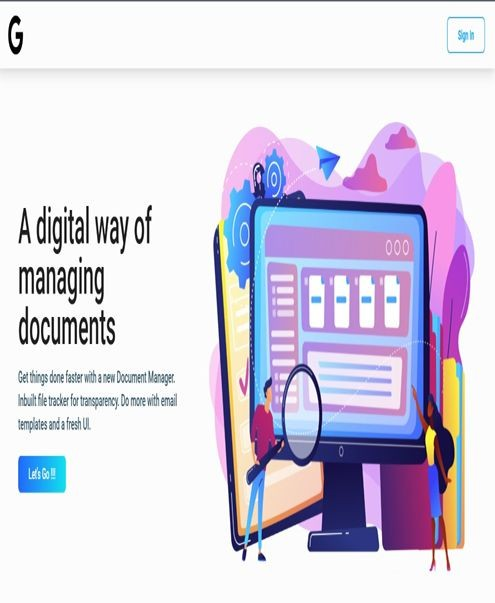 G
Sign In
A digital way of
managing
documents
Get things done faster with a new Document Manager.
Inbuilt file tracker for transparency. Do more with email
templates and a fresh UI.
Let's Go !!!